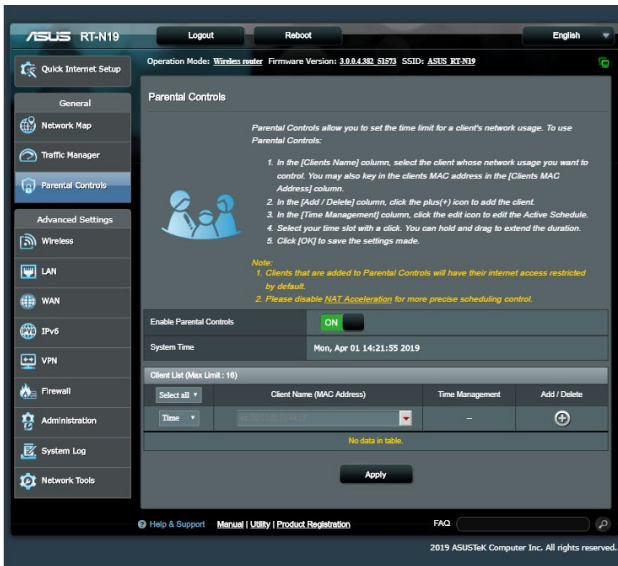 ASUS RT-N19
Logout
Reboot
English
Quick Internet Setup
General
Network Map
Traffic Manager
Parental Controls
Advanced Settings
Wireless
LAN
WAN
IPv6
VPN
Firewall
Administration
System Log
Network Tools
Operation Mode: Wireless router Firmware Version: 3.0.0.4.382_51573 SSID: ASUS_RT-N19
Parental Controls
Parental Controls allow you to set the time limit for a client's network usage. To use
Parental Controls:
1. In the [Clients Name] column, select the client whose network usage you want to
control. You may also key in the clients MAC address in the [Clients MAC
Address] column.
2. In the [Add / Delete] column, click the plus(+) icon to add the client.
3. In the [Time Management] column, click the edit icon to edit the Active Schedule.
4. Select your time slot with a click. You can hold and drag to extend the duration.
5. Click [OK] to save the settings made.
Note:
1. Clients that are added to Parental Controls will have their internet access restricted
by default.
2. Please disable NAT Acceleration for more precise scheduling control.
Enable Parental Controls
ON
System Time
Mon, Apr 01 14:21:55 2019
Client List (Max Limit : 16)
Select all
Client Name (MAC Address)
Time Management
Add / Delete
Time
–
No data in table.
Apply
Help & Support Manual | Utility | Product Registration
FAQ
2019 ASUSTeK Computer Inc. All rights reserved.